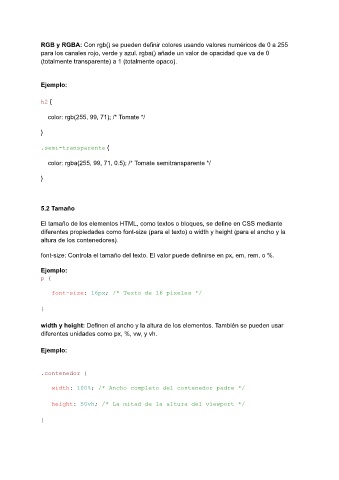 RGB y RGBA: Con rgb() se pueden definir colores usando valores numéricos de 0 a 255
para los canales rojo, verde y azul. rgba() añade un valor de opacidad que va de 0
(totalmente transparente) a 1 (totalmente opaco).
Ejemplo:
h2 {
color: rgb(255, 99, 71); /* Tomate */
}
.semi-transparente {
color: rgba(255, 99, 71, 0.5); /* Tomate semitransparente */
}
5.2 Tamaño
El tamaño de los elementos HTML, como textos o bloques, se define en CSS mediante
diferentes propiedades como font-size (para el texto) o width y height (para el ancho y la
altura de los contenedores).
font-size: Controla el tamaño del texto. El valor puede definirse en px, em, rem, o %.
Ejemplo:
p {
font-size: 16px; /* Texto de 16 píxeles */
}
width y height: Definen el ancho y la altura de los elementos. También se pueden usar
diferentes unidades como px, %, vw, y vh.
Ejemplo:
.contenedor {
width: 100%; /* Ancho completo del contenedor padre */
height: 50vh; /* La mitad de la altura del viewport */
}